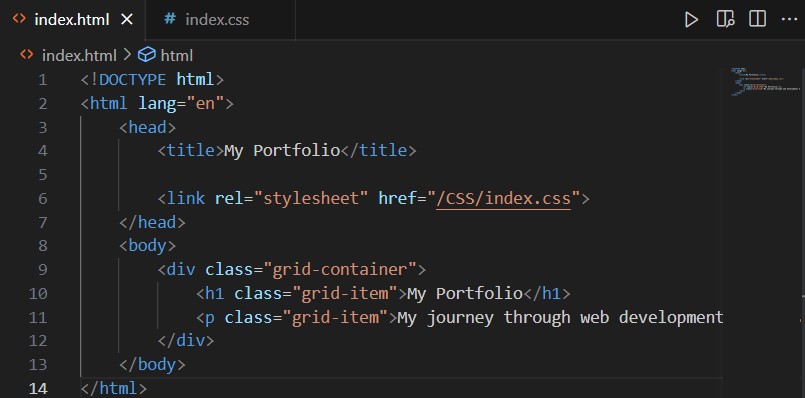 index.html
index.css
index.html > html
1 <!DOCTYPE html>
2 <html lang="en">
3 <head>
4 <title>My Portfolio</title>
5
6 <link rel="stylesheet" href="/CSS/index.css">
7 </head>
8 <body>
9 <div class="grid-container">
10 <h1 class="grid-item">My Portfolio</h1>
11 <p class="grid-item">My journey through web development
12 </div>
13 </body>
14 </html>